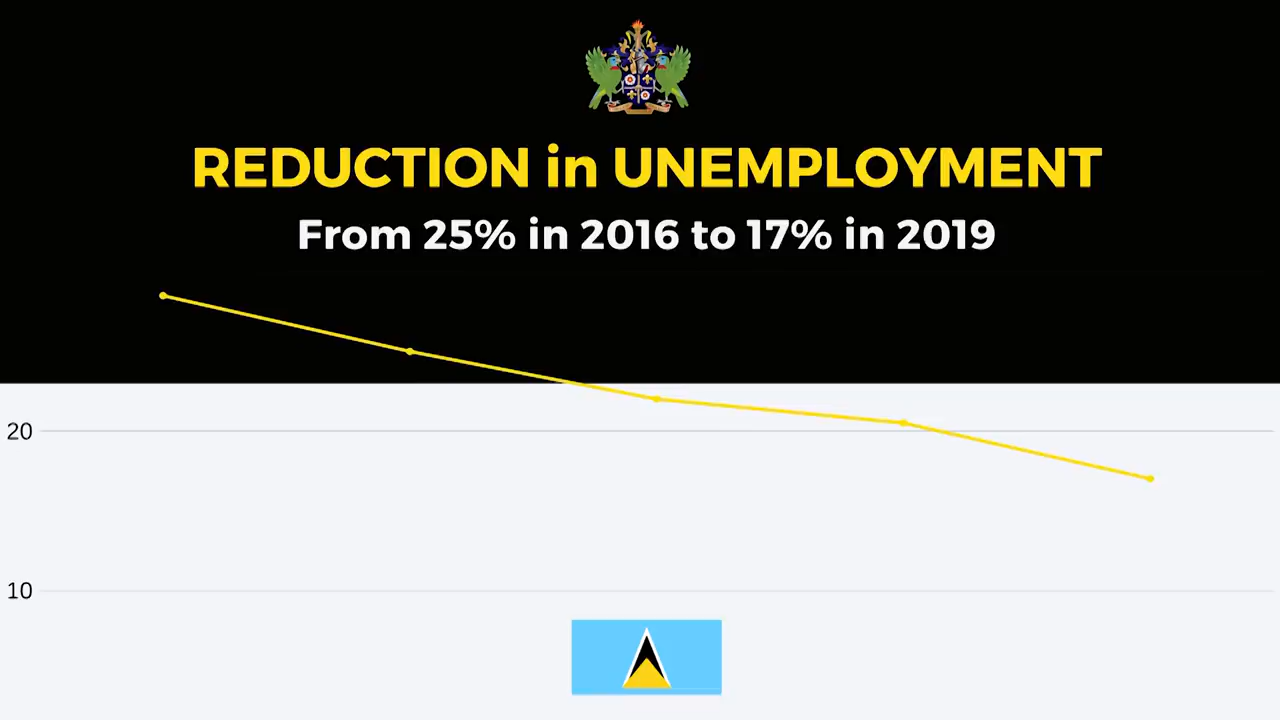 REDUCTION in UNEMPLOYMENT
From 25% in 2016 to 17% in 2019
20
10